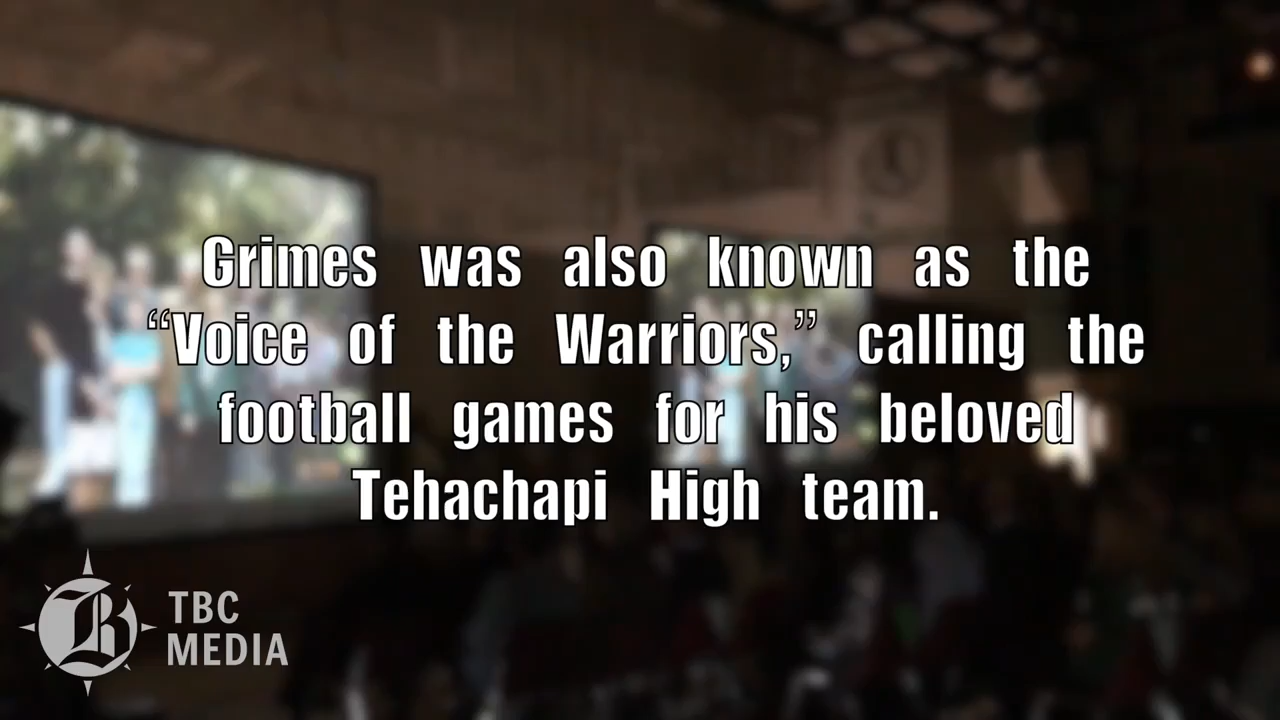 Grimes was also known as the
“Voice of the Warriors,” calling the
football games for his beloved
Tehachapi High team.
B
TBC
MEDIA